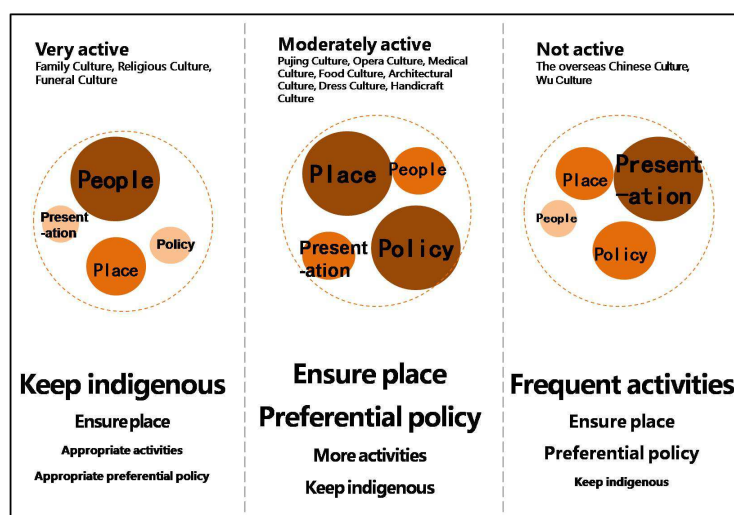 Very active
Family Culture, Religious Culture,
Funeral Culture
People
Present
-ation
Policy
Place
Keep indigenous
Ensure place
Appropriate activities
Appropriate preferential policy
Moderately active
Pujing Culture, Opera Culture, Medical
Culture, Food Culture, Architectural
Culture, Dress Culture, Handicraft
Culture
Place
People
Present
-ation
Policy
Ensure place
Preferential policy
More activities
Keep indigenous
Not active
The overseas Chinese Culture,
Wu Culture
Place
Present
-ation
People
Policy
Frequent activities
Ensure place
Preferential policy
Keep indigenous